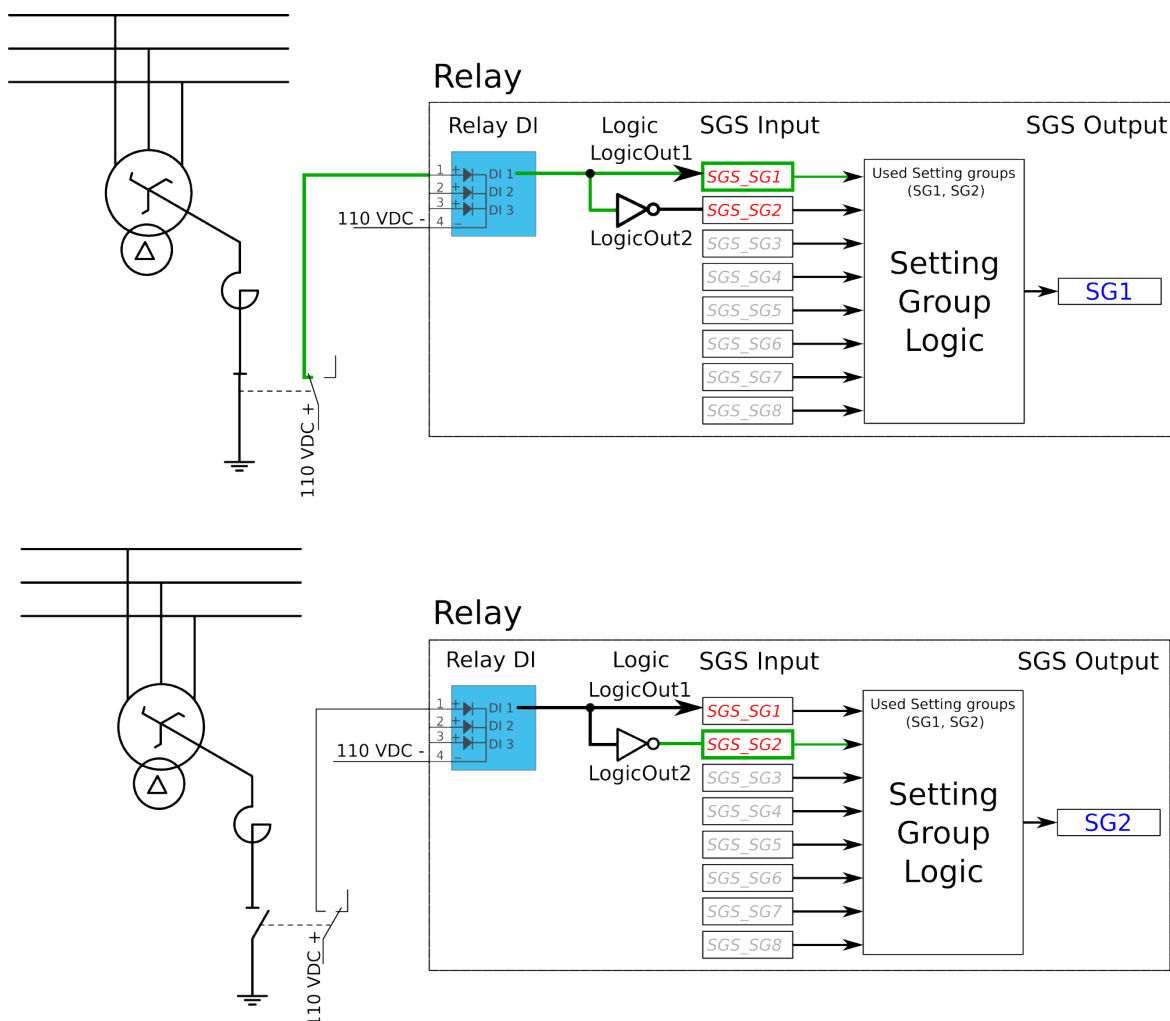 Relay
Relay DI
Logic
SGS Input
SGS Output
LogicOut1
1 + DI 1
2 + DI 2
3 + DI 3
4 −
110 VDC -
LogicOut2
110 VDC +
SGS_SG1
SGS_SG2
SGS_SG3
SGS_SG4
SGS_SG5
SGS_SG6
SGS_SG7
SGS_SG8
Used Setting groups
(SG1, SG2)
Setting
Group
Logic
SG1
Relay
Relay DI
Logic
SGS Input
SGS Output
LogicOut1
1 + DI 1
2 + DI 2
3 + DI 3
4 −
110 VDC -
LogicOut2
110 VDC +
SGS_SG1
SGS_SG2
SGS_SG3
SGS_SG4
SGS_SG5
SGS_SG6
SGS_SG7
SGS_SG8
Used Setting groups
(SG1, SG2)
Setting
Group
Logic
SG2